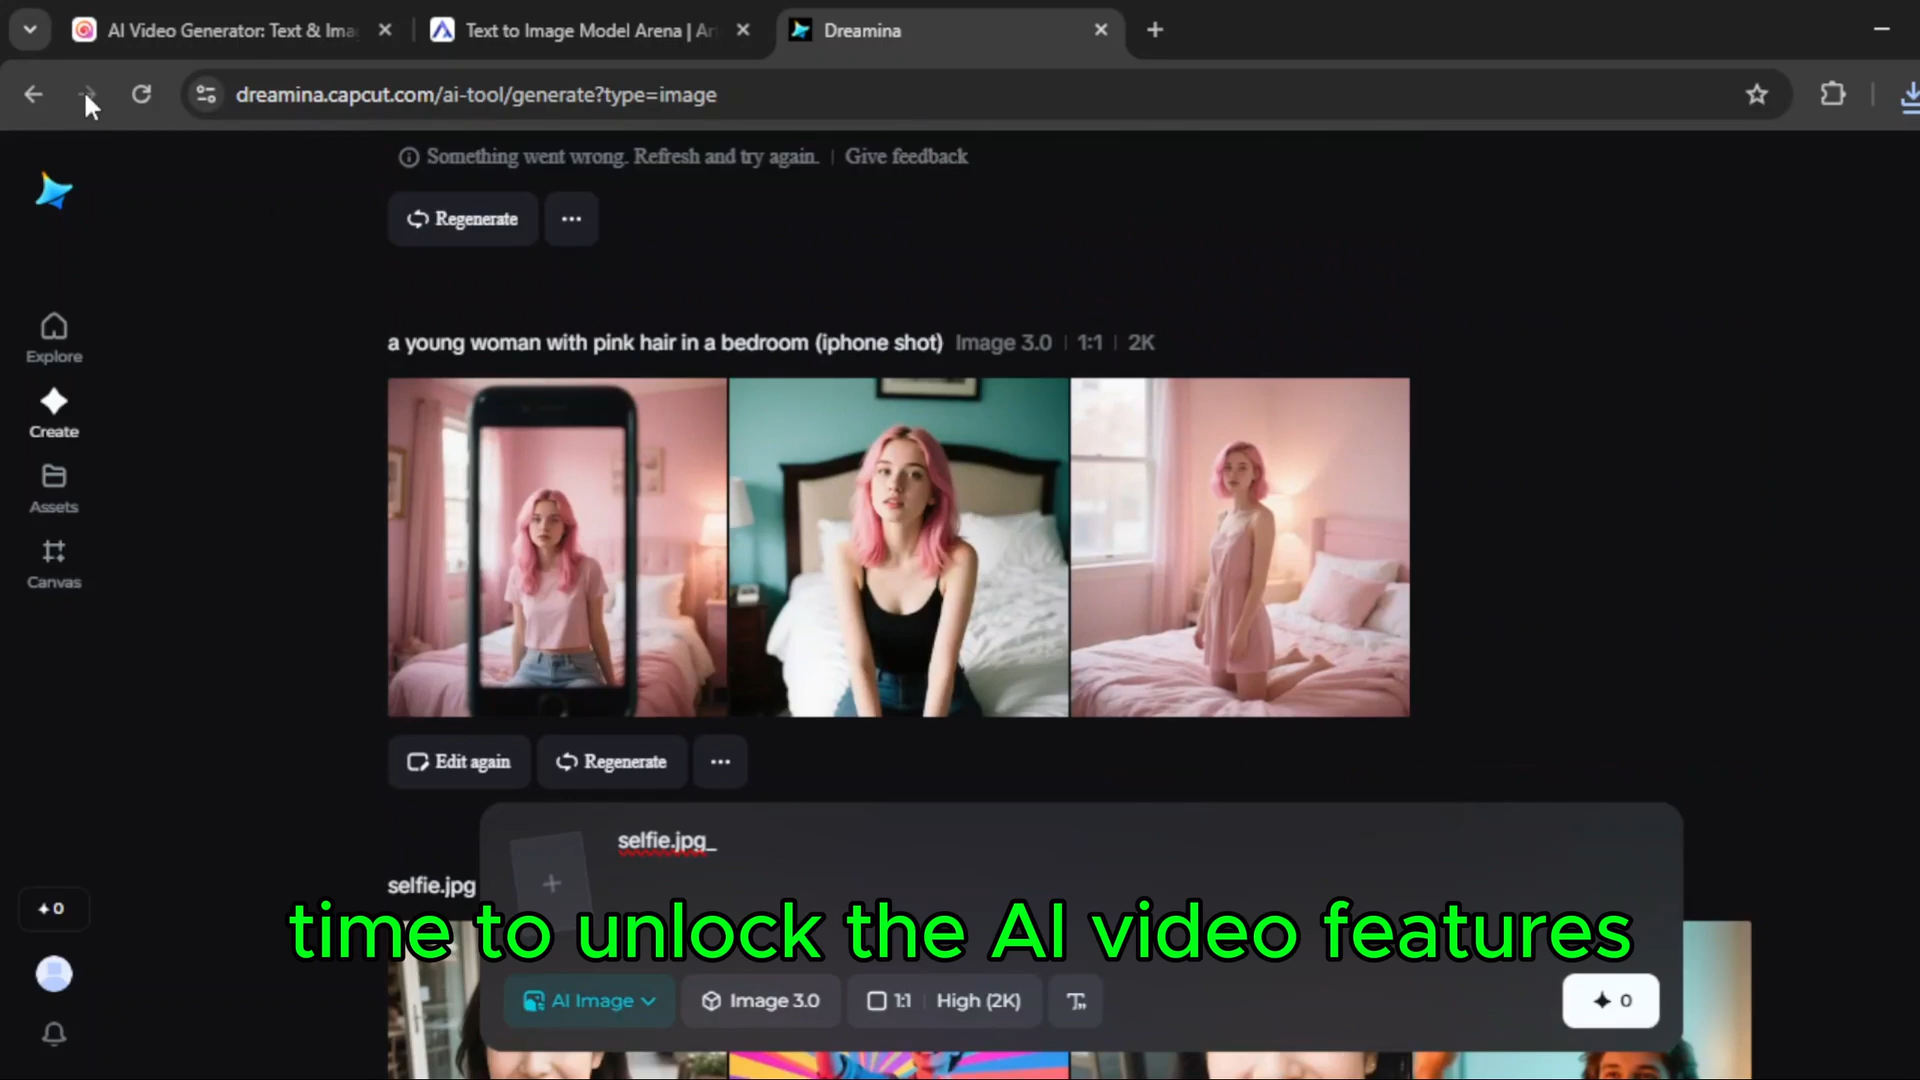 AI Video Generator: Text & Ima
Text to Image Model Arena | Ar
Dreamina
dreamina.capcut.com/ai-tool/generate?type=image
Something went wrong. Refresh and try again. | Give feedback
Regenerate
a young woman with pink hair in a bedroom (iphone shot) Image 3.0 | 1:1 | 2K
Explore
Create
Assets
Canvas
Edit again
Regenerate
selfie.jpg_
selfie.jpg
0
time to unlock the AI video features
AI Image
Image 3.0
1:1
High (2K)
0